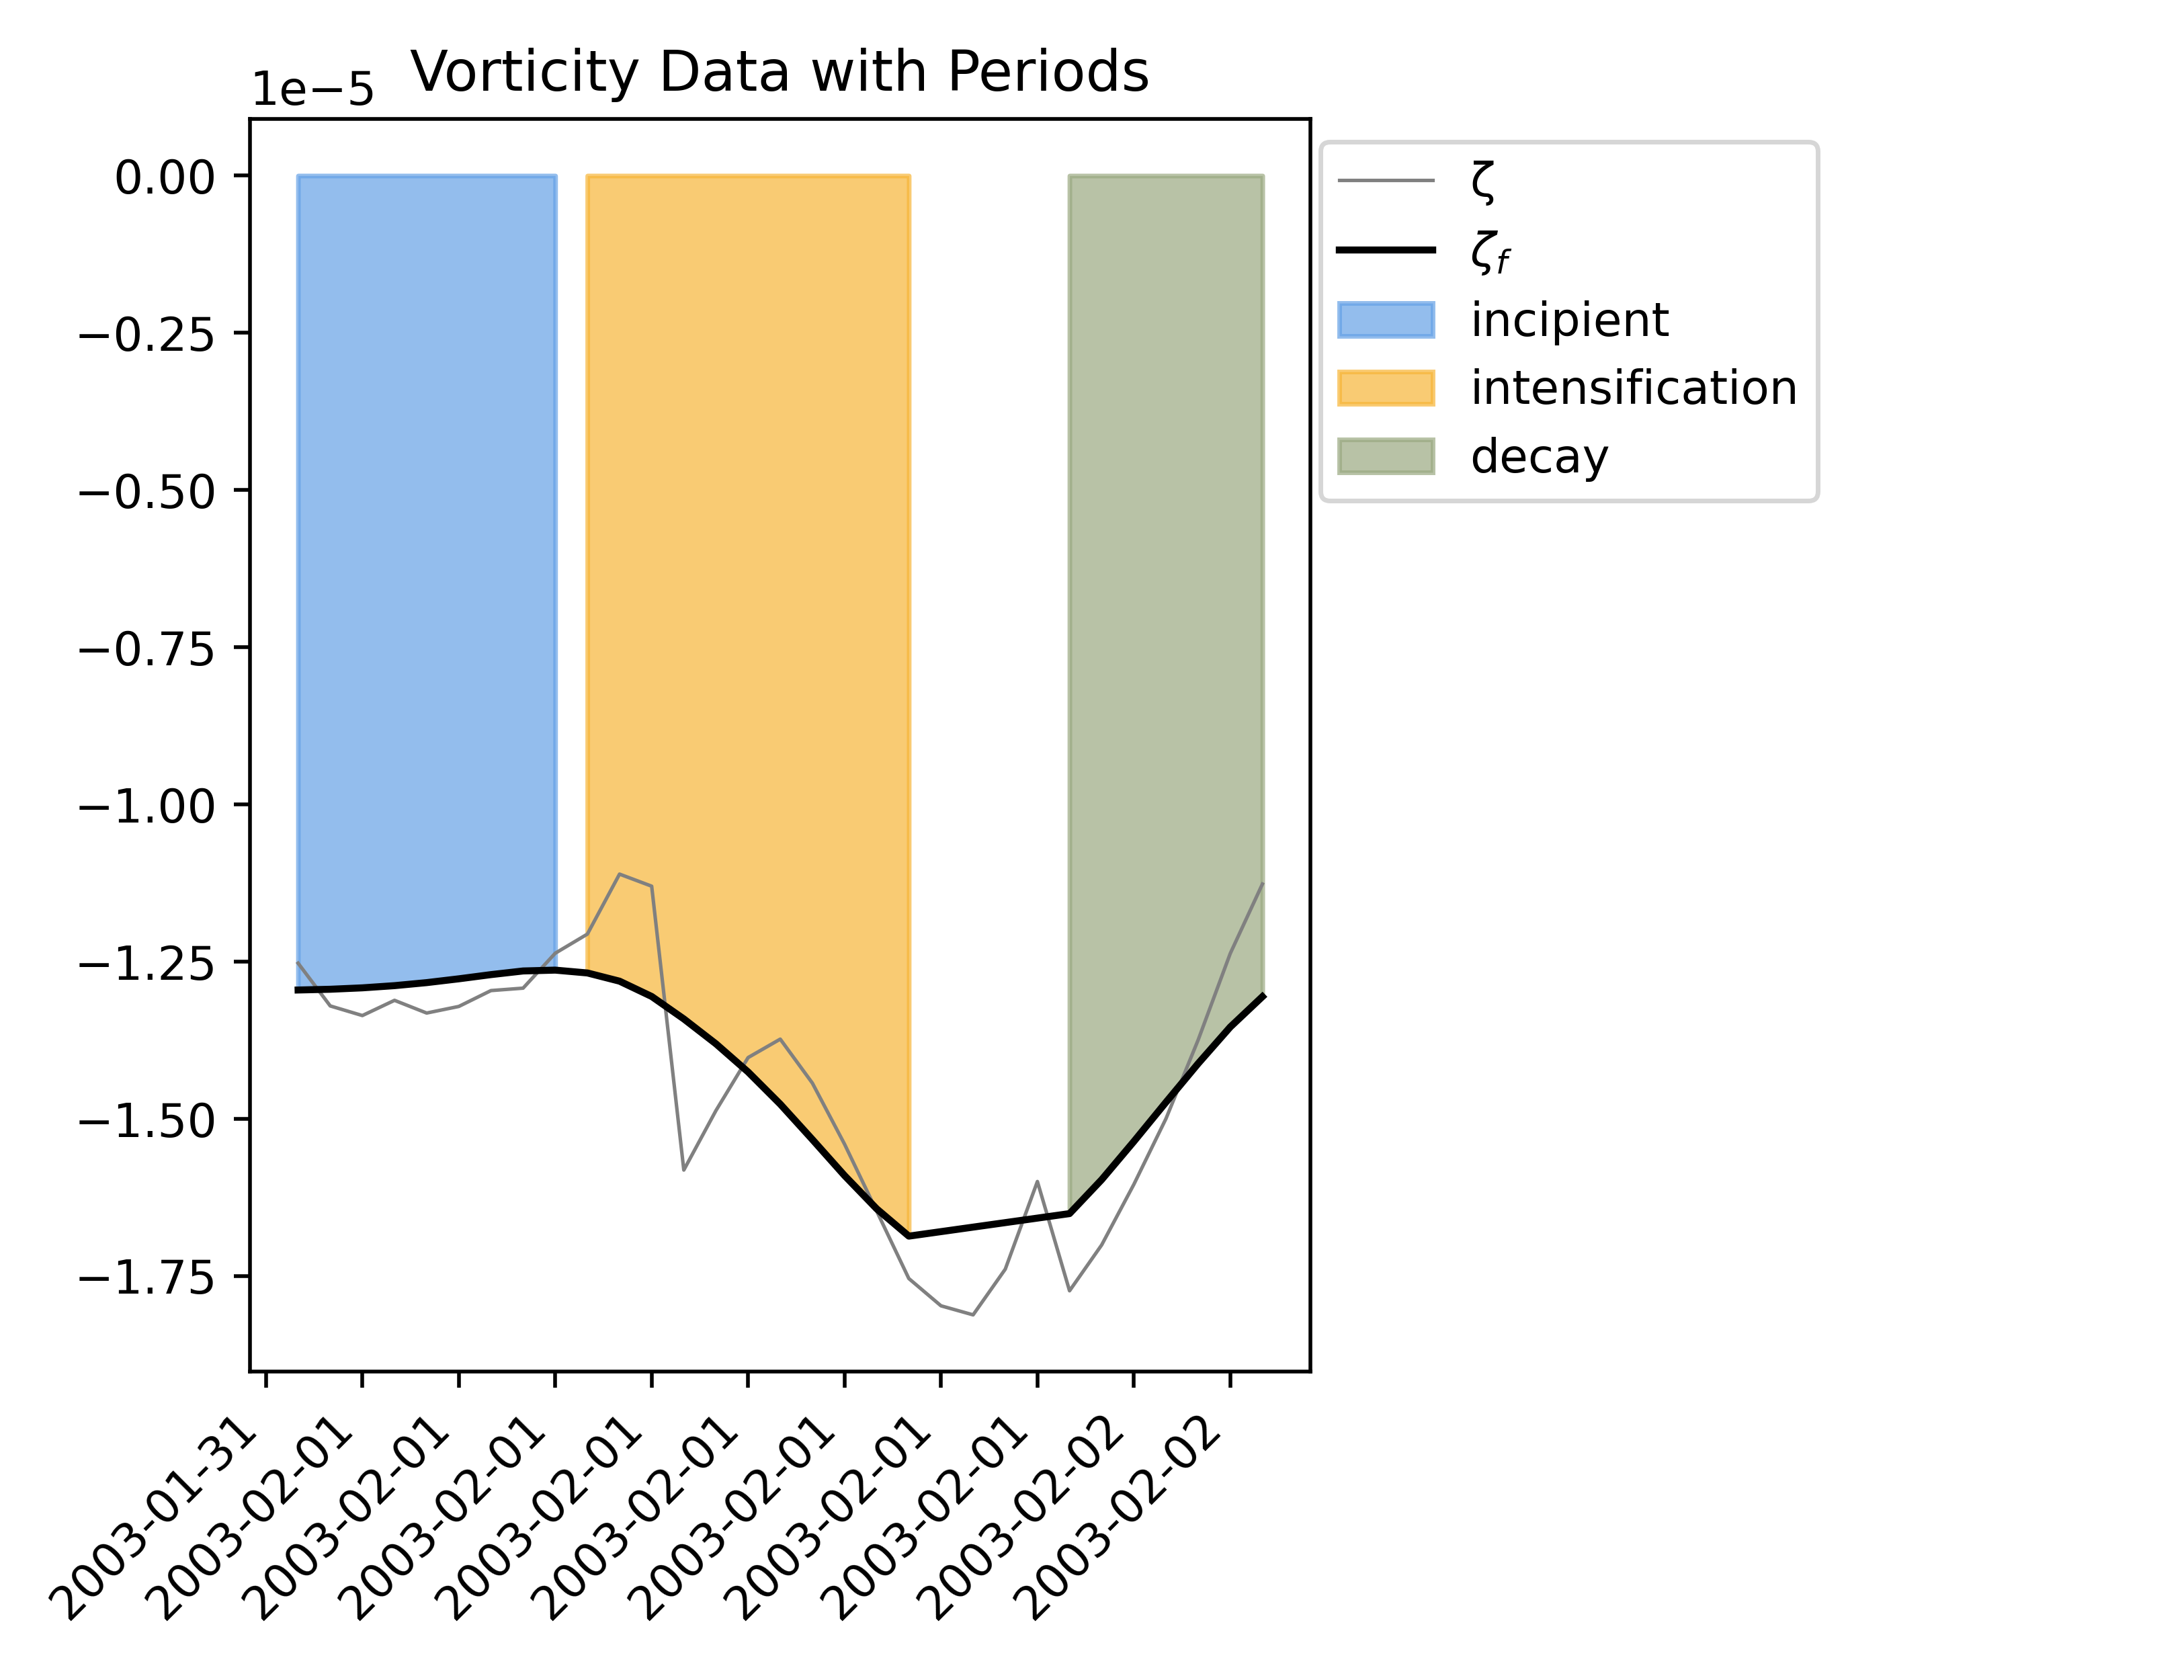 Vorticity Data with Periods
1e−5
0.00
−0.25
−0.50
−0.75
−1.00
−1.25
−1.50
−1.75
2003-01-31
2003-02-01
2003-02-01
2003-02-01
2003-02-01
2003-02-01
2003-02-01
2003-02-01
2003-02-01
2003-02-02
2003-02-02
ζ
ζf
incipient
intensification
decay